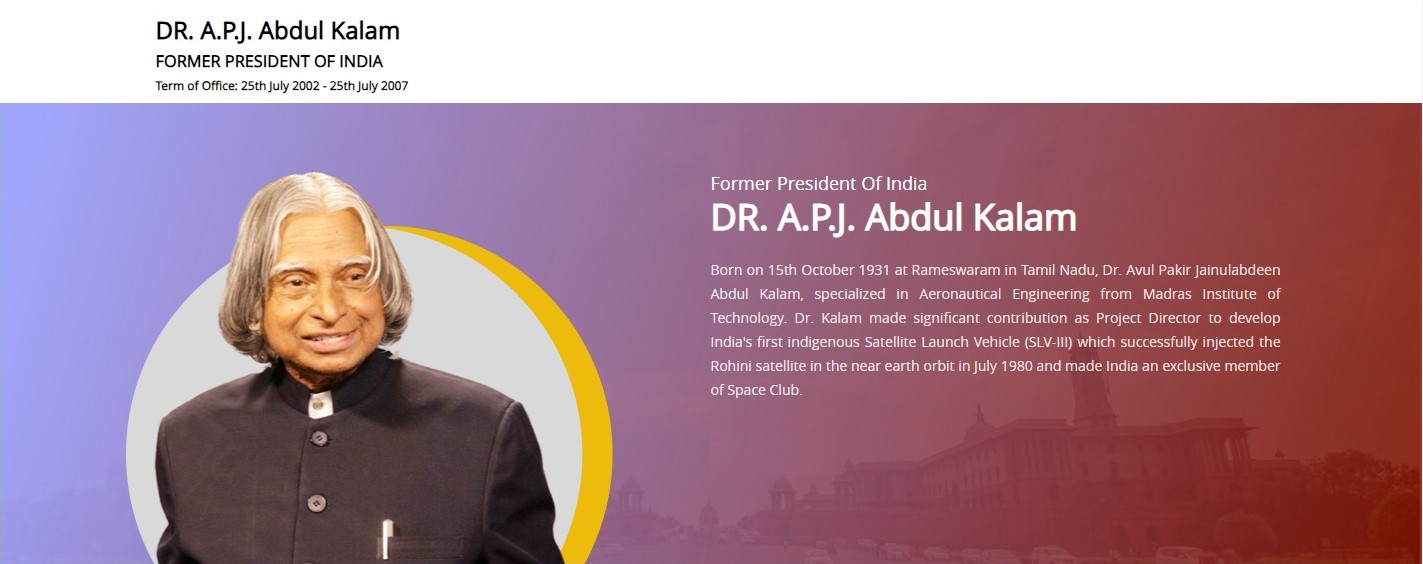 DR. A.P.J. Abdul Kalam
FORMER PRESIDENT OF INDIA
Term of Office: 25th July 2002 - 25th July 2007
Former President Of India
DR. A.P.J. Abdul Kalam
Born on 15th October 1931 at Rameswaram in Tamil Nadu, Dr. Avul Pakir Jainulabdeen
Abdul Kalam, specialized in Aeronautical Engineering from Madras Institute of
Technology. Dr. Kalam made significant contribution as Project Director to develop
India's first indigenous Satellite Launch Vehicle (SLV-III) which successfully injected the
Rohini satellite in the near earth orbit in July 1980 and made India an exclusive member
of Space Club.